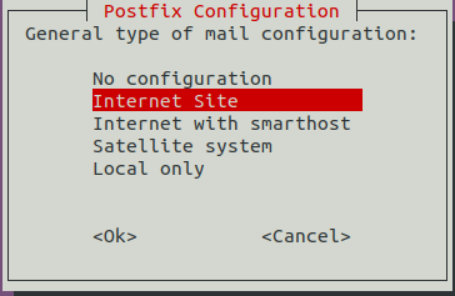 Postfix Configuration
General type of mail configuration:
No configuration
Internet Site
Internet with smarthost
Satellite system
Local only
<Ok> <Cancel>